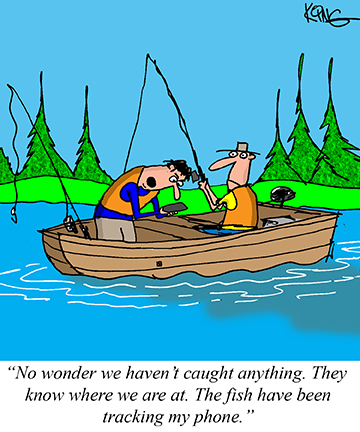 “No wonder we haven’t caught anything. They
know where we are at. The fish have been
tracking my phone.”